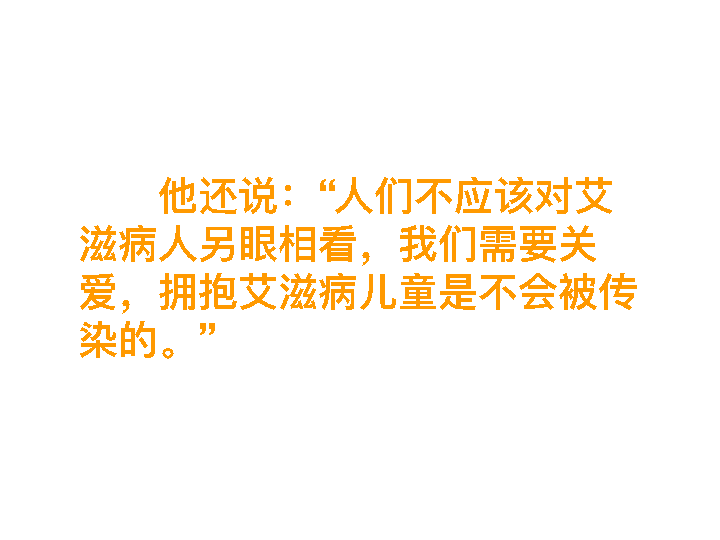 他还说：“人们不应该对艾
滋病人另眼相看，我们需要关
爱，拥抱艾滋病儿童是不会被传
染的。”